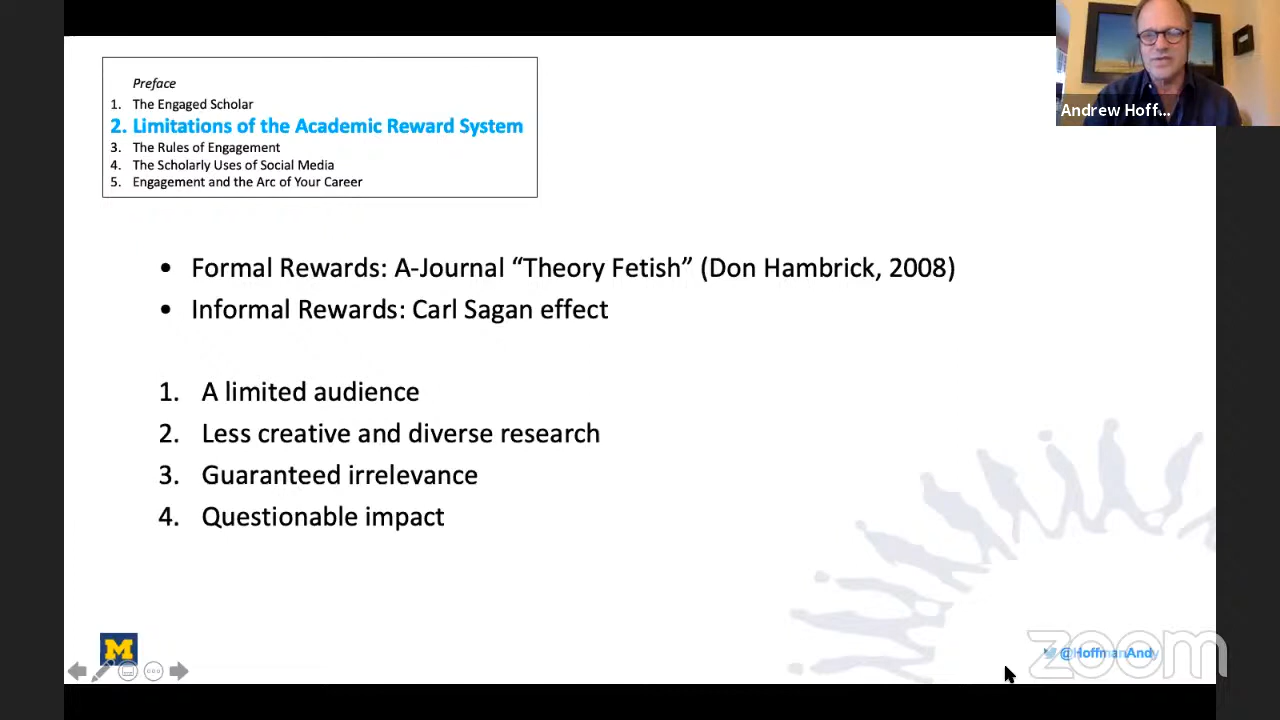 Preface
1. The Engaged Scholar
2. Limitations of the Academic Reward System
3. The Rules of Engagement
4. The Scholarly Uses of Social Media
5. Engagement and the Arc of Your Career
Andrew Hoff...
• Formal Rewards: A-Journal “Theory Fetish” (Don Hambrick, 2008)
• Informal Rewards: Carl Sagan effect
1. A limited audience
2. Less creative and diverse research
3. Guaranteed irrelevance
4. Questionable impact
M
@HoffmanAndy
zoom